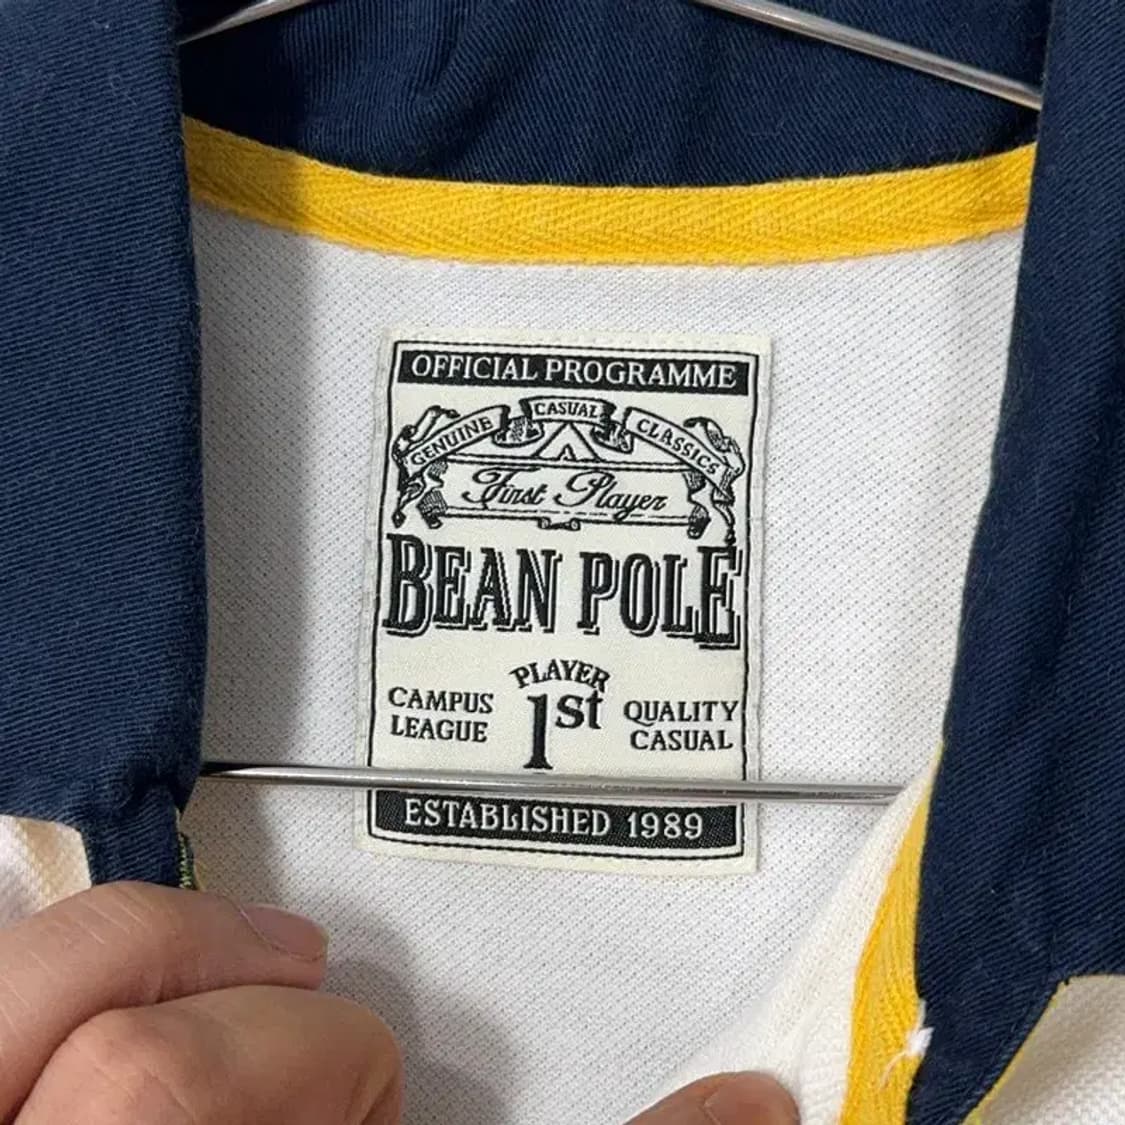 OFFICIAL PROGRAMME
GENUINE CASUAL CLASSICS
First Player
BEAN POLE
PLAYER
1st
CAMPUS
LEAGUE
QUALITY
CASUAL
ESTABLISHED 1989